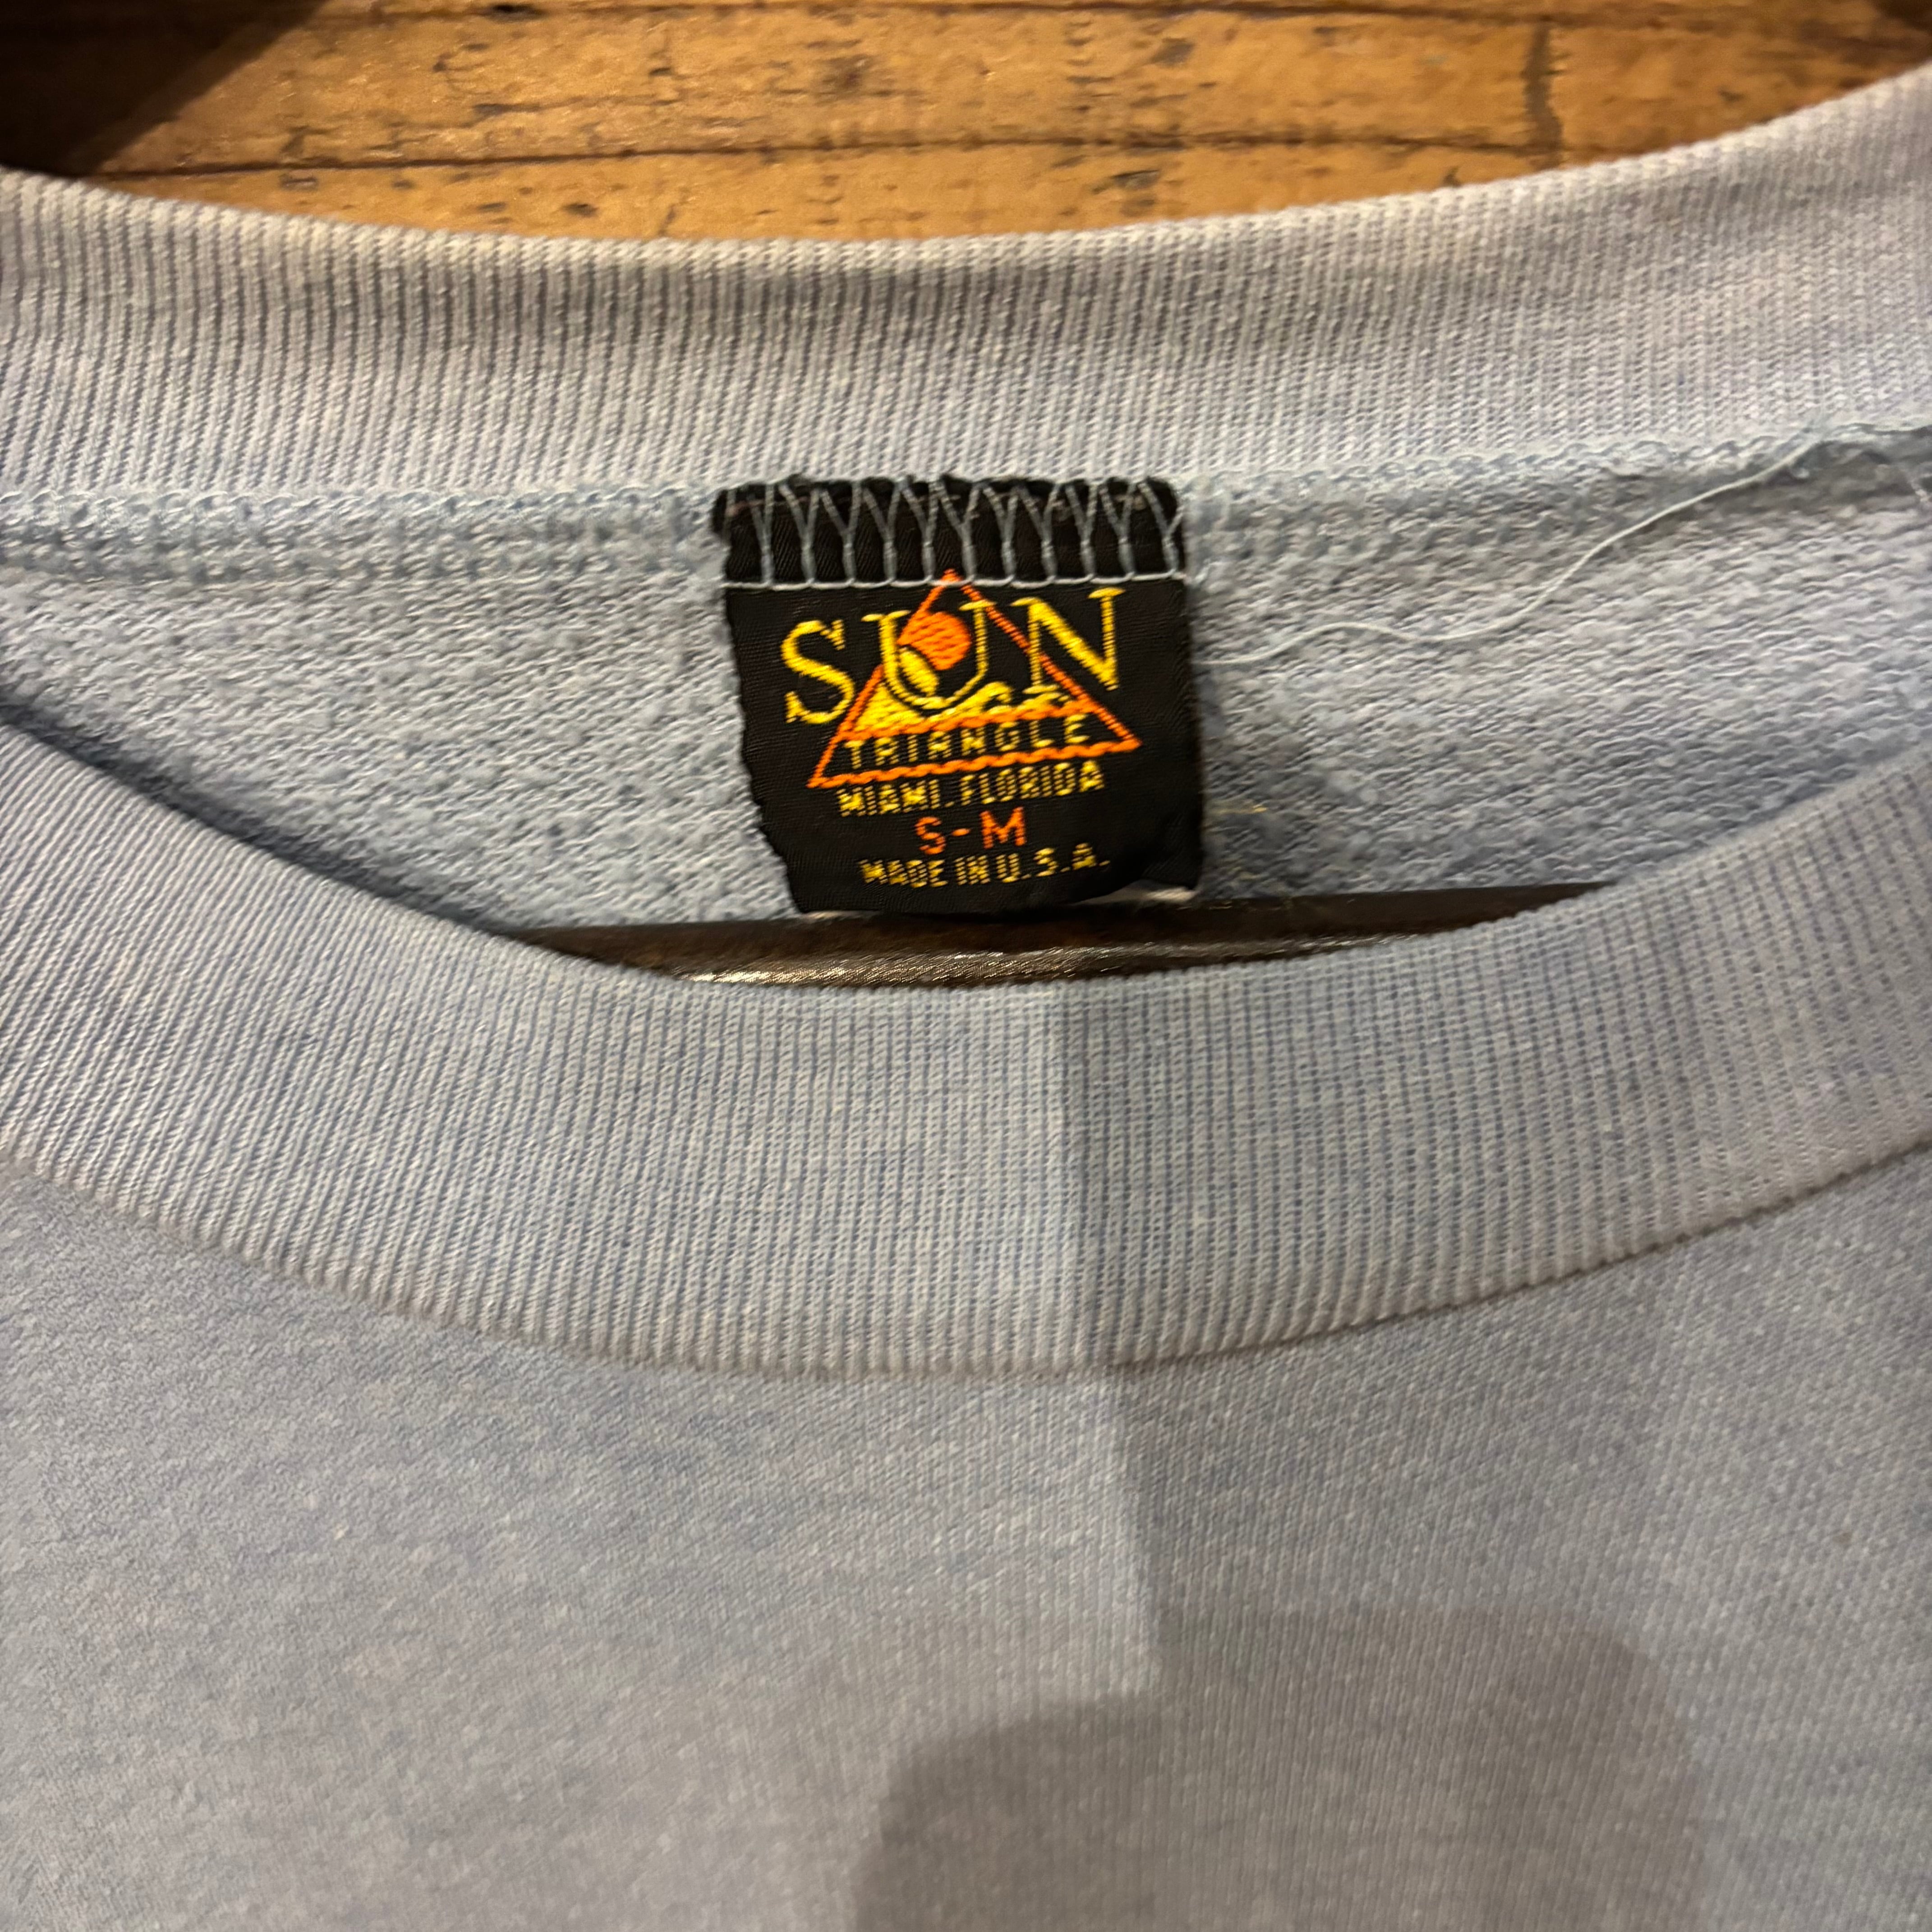 SUN
TRIANGLE
MIAMI, FLORIDA
S-M
MADE IN U.S.A.